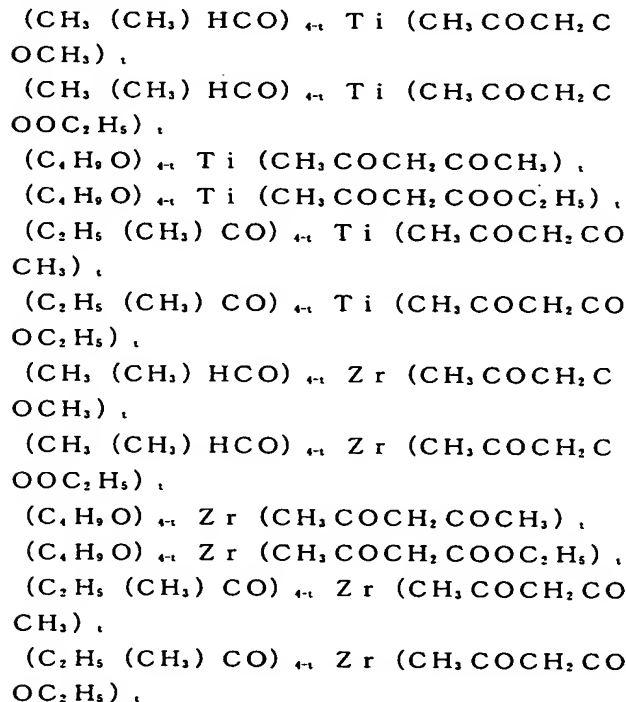 (CH₃ (CH₃) HCO) ₄₋ₜ Ti (CH₃COCH₂C
OCH₃) ₜ
(CH₃ (CH₃) HCO) ₄₋ₜ Ti (CH₃COCH₂C
OOC₂H₅) ₜ
(C₄H₉O) ₄₋ₜ Ti (CH₃COCH₂COCH₃) ₜ
(C₄H₉O) ₄₋ₜ Ti (CH₃COCH₂COOC₂H₅) ₜ
(C₂H₅ (CH₃) CO) ₄₋ₜ Ti (CH₃COCH₂CO
CH₃) ₜ
(C₂H₅ (CH₃) CO) ₄₋ₜ Ti (CH₃COCH₂CO
OC₂H₅) ₜ
(CH₃ (CH₃) HCO) ₄₋ₜ Zr (CH₃COCH₂C
OCH₃) ₜ
(CH₃ (CH₃) HCO) ₄₋ₜ Zr (CH₃COCH₂C
OOC₂H₅) ₜ
(C₄H₉O) ₄₋ₜ Zr (CH₃COCH₂COCH₃) ₜ
(C₄H₉O) ₄₋ₜ Zr (CH₃COCH₂COOC₂H₅) ₜ
(C₂H₅ (CH₃) CO) ₄₋ₜ Zr (CH₃COCH₂CO
CH₃) ₜ
(C₂H₅ (CH₃) CO) ₄₋ₜ Zr (CH₃COCH₂CO
OC₂H₅) ₜ